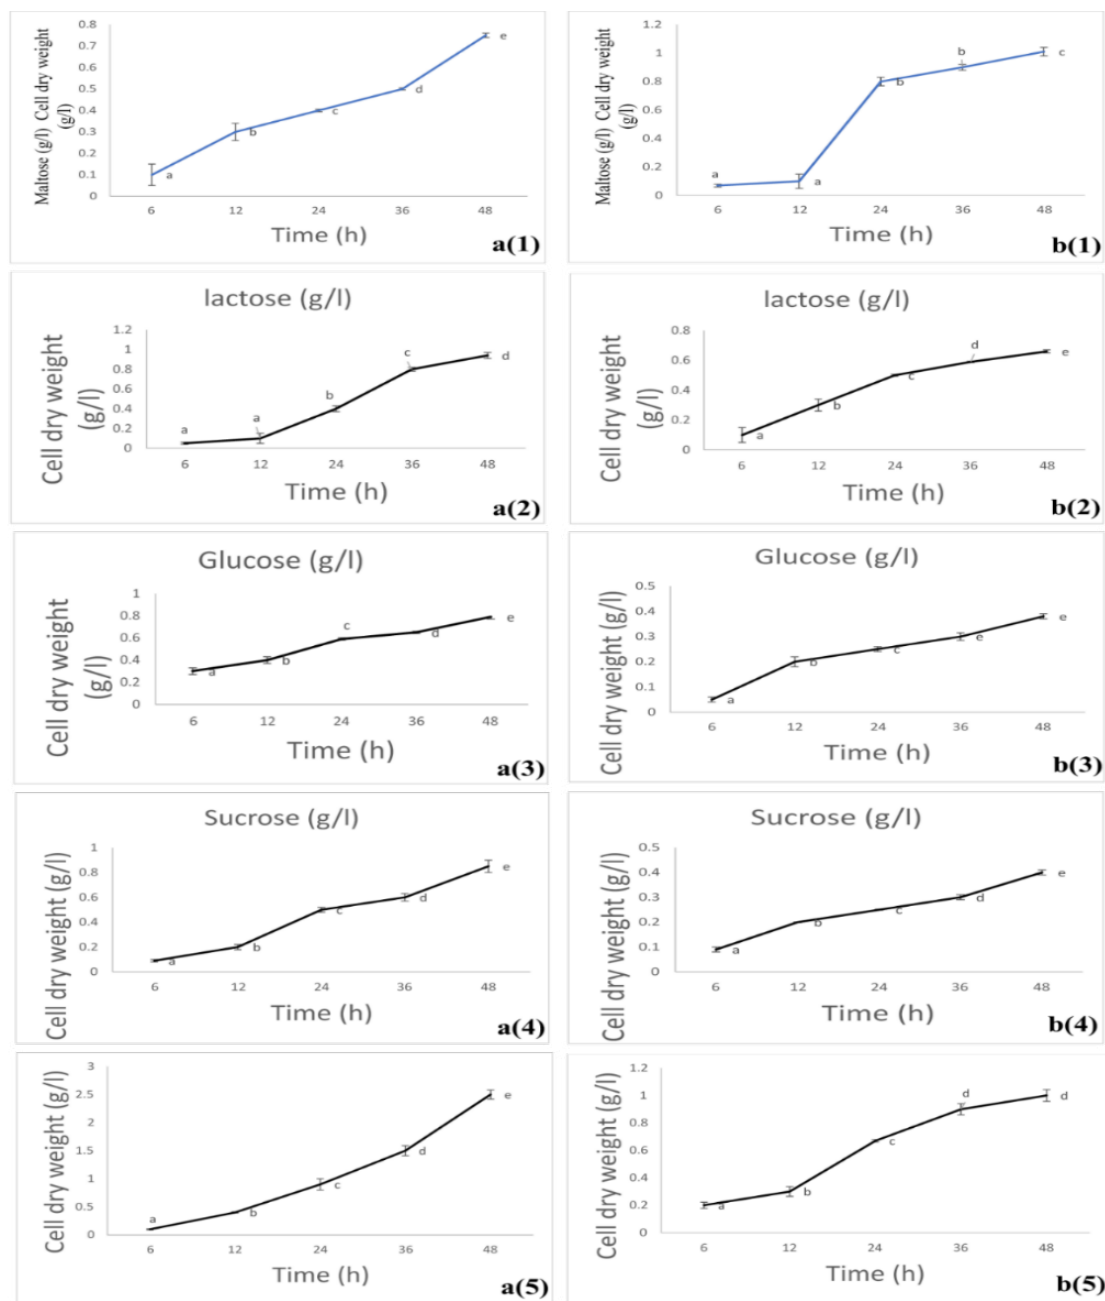 Maltose (g/l) Cell dry weight
(g/l)
0.8
0.7
0.6
0.5
0.4
0.3
0.2
0.1
0
a
b
c
d
e
6 12 24 36 48
Time (h)
a(1)
Maltose (g/l) Cell dry weight
(g/l)
1.2
1
0.8
0.6
0.4
0.2
0
a
a
b
b
c
6 12 24 36 48
Time (h)
b(1)
lactose (g/l)
Cell dry weight
(g/l)
1.2
1
0.8
0.6
0.4
0.2
0
a
a
b
c
d
6 12 24 36 48
Time (h)
a(2)
lactose (g/l)
Cell dry weight
(g/l)
0.8
0.6
0.4
0.2
0
a
b
c
d
e
6 12 24 36 48
Time (h)
b(2)
Glucose (g/l)
Cell dry weight
(g/l)
1
0.8
0.6
0.4
0.2
0
a
b
c
d
e
6 12 24 36 48
Time (h)
a(3)
Glucose (g/l)
Cell dry weight (g/l)
0.5
0.4
0.3
0.2
0.1
0
a
b
c
e
e
6 12 24 36 48
Time (h)
b(3)
Sucrose (g/l)
Cell dry weight (g/l)
1
0.8
0.6
0.4
0.2
0
a
b
c
d
e
6 12 24 36 48
Time (h)
a(4)
Sucrose (g/l)
Cell dry weight (g/l)
0.5
0.4
0.3
0.2
0.1
0
a
b
c
d
e
6 12 24 36 48
Time (h)
b(4)
Cell dry weight (g/l)
3
2.5
2
1.5
1
0.5
0
a
b
c
d
e
6 12 24 36 48
Time (h)
a(5)
Cell dry weight (g/l)
1.2
1
0.8
0.6
0.4
0.2
0
a
b
c
d
d
6 12 24 36 48
Time (h)
b(5)